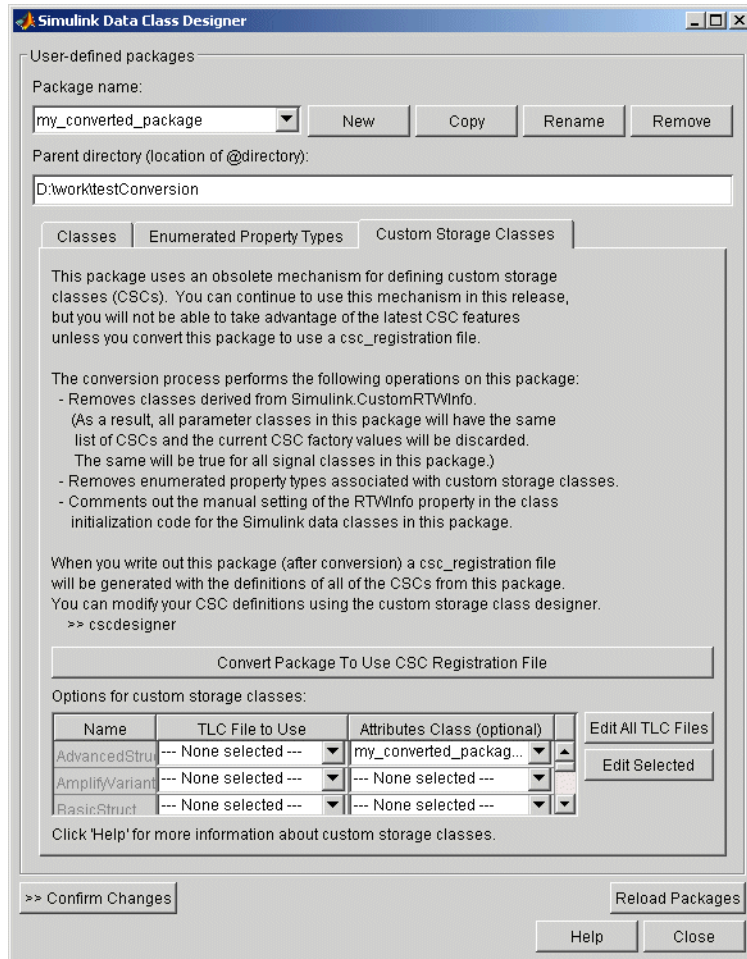 Simulink Data Class Designer
User-defined packages
Package name:
my_converted_package
New
Copy
Rename
Remove
Parent directory (location of @directory):
D:\work\testConversion
Classes
Enumerated Property Types
Custom Storage Classes
This package uses an obsolete mechanism for defining custom storage
classes (CSCs). You can continue to use this mechanism in this release,
but you will not be able to take advantage of the latest CSC features
unless you convert this package to use a csc_registration file.
The conversion process performs the following operations on this package:
- Removes classes derived from Simulink.CustomRTWInfo.
(As a result, all parameter classes in this package will have the same
list of CSCs and the current CSC factory values will be discarded.
The same will be true for all signal classes in this package.)
- Removes enumerated property types associated with custom storage classes.
- Comments out the manual setting of the RTWInfo property in the class
initialization code for the Simulink data classes in this package.
When you write out this package (after conversion) a csc_registration file
will be generated with the definitions of all of the CSCs from this package.
You can modify your CSC definitions using the custom storage class designer.
>> cscdesigner
Convert Package To Use CSC Registration File
Options for custom storage classes:
Name TLC File to Use Attributes Class (optional)
AdvancedStru --- None selected --- my_converted_packag...
AmplifyVariant --- None selected --- --- None selected ---
BasicStruct --- None selected --- --- None selected ---
Edit All TLC Files
Edit Selected
Click 'Help' for more information about custom storage classes.
>> Confirm Changes
Reload Packages
Help
Close